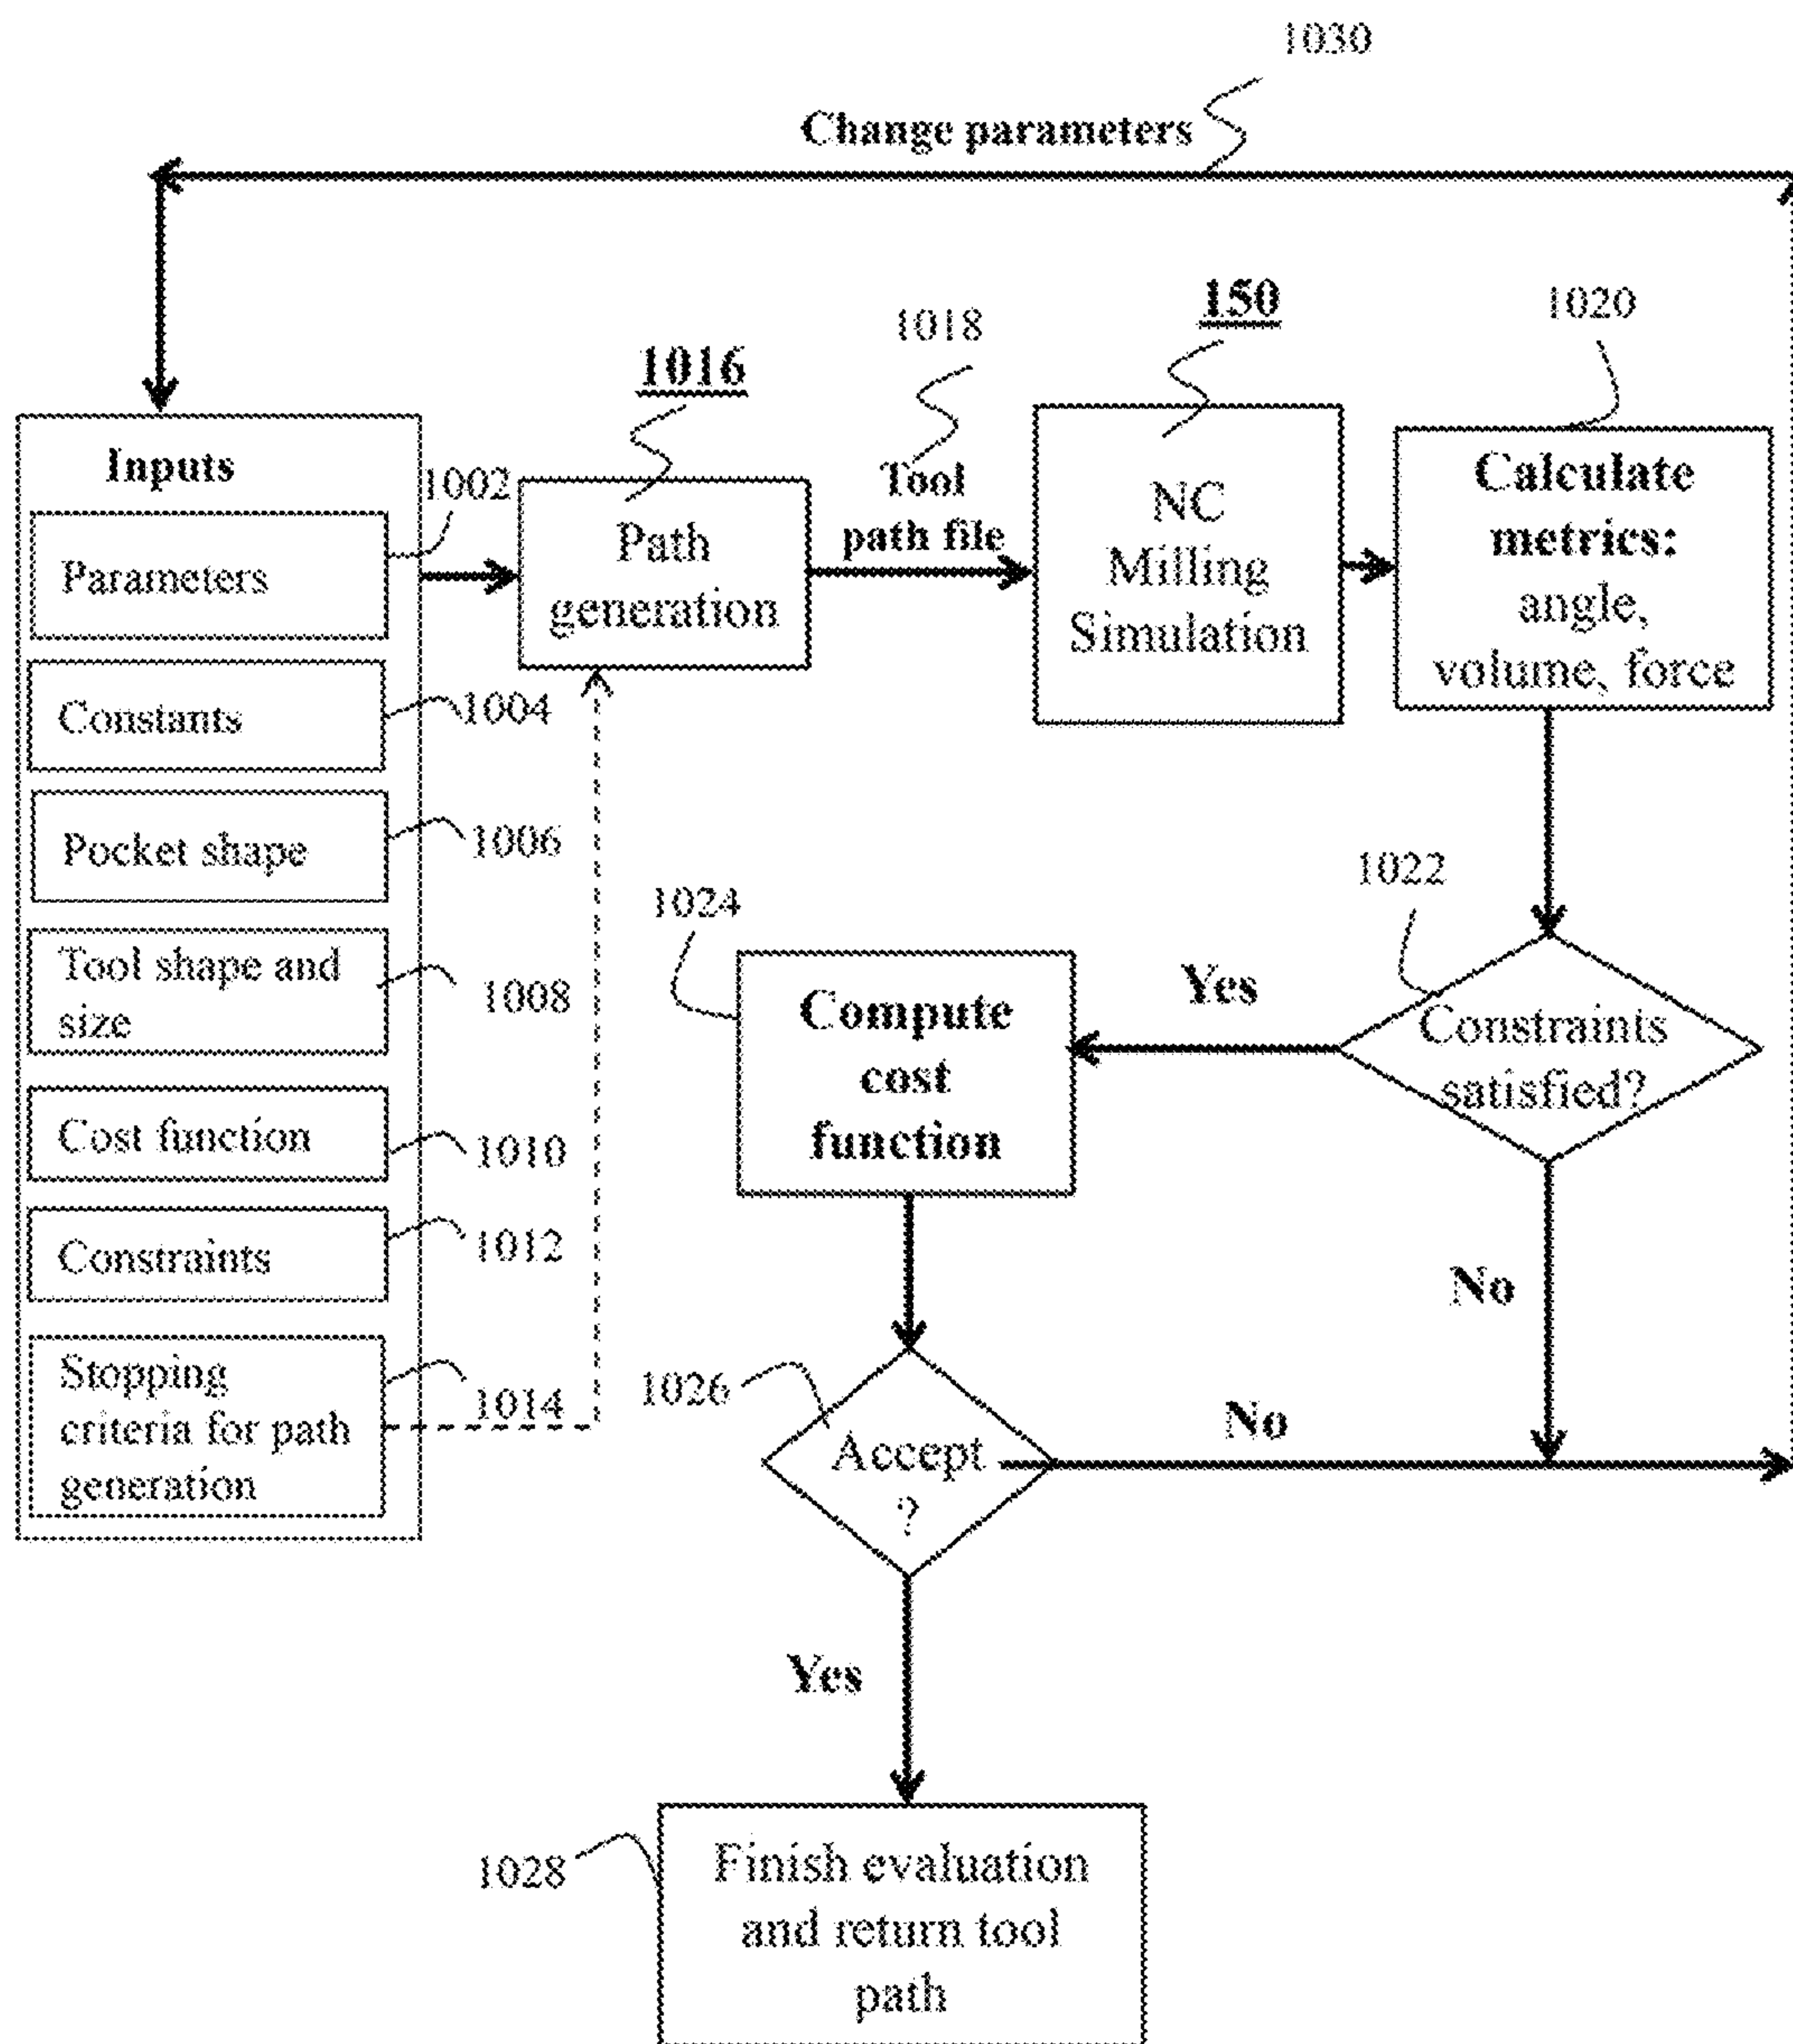 1030
Change parameters
150
1020
1018
1016
Inputs
1002
Parameters
Constants
1004
Pocket shape
1006
Tool shape and
size
1008
Cost function
1010
Constraints
1012
Stopping
criteria for path
generation
1014
Path
generation
Tool
path file
NC
Milling
Simulation
Calculate
metrics:
angle,
volume, force
1022
Constraints
satisfied?
Yes
No
1024
Compute
cost
function
1026
Accept
?
No
Yes
1028
Finish evaluation
and return tool
path